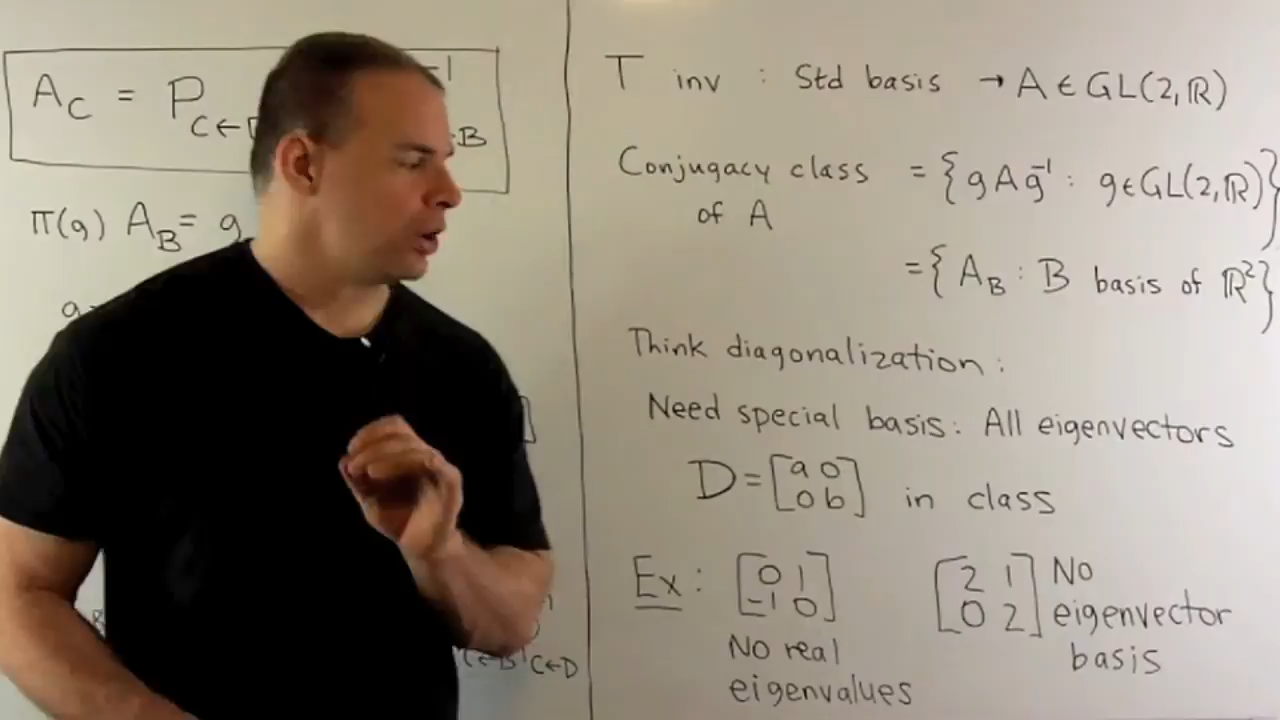 A_C = P_C← -1 B
π(g) A_B = g
C←B C←D
T inv : Std basis → A ∈ GL(2, ℝ)
Conjugacy class = { g A g⁻¹ : g ∈ GL(2, ℝ) }
of A
= { A_B : B basis of ℝ² }
Think diagonalization :
Need special basis: All eigenvectors
D = [a 0
0 b] in class
Ex : [0 1
-1 0]
No real
eigenvalues
[2 1
0 2] No
eigenvector
basis